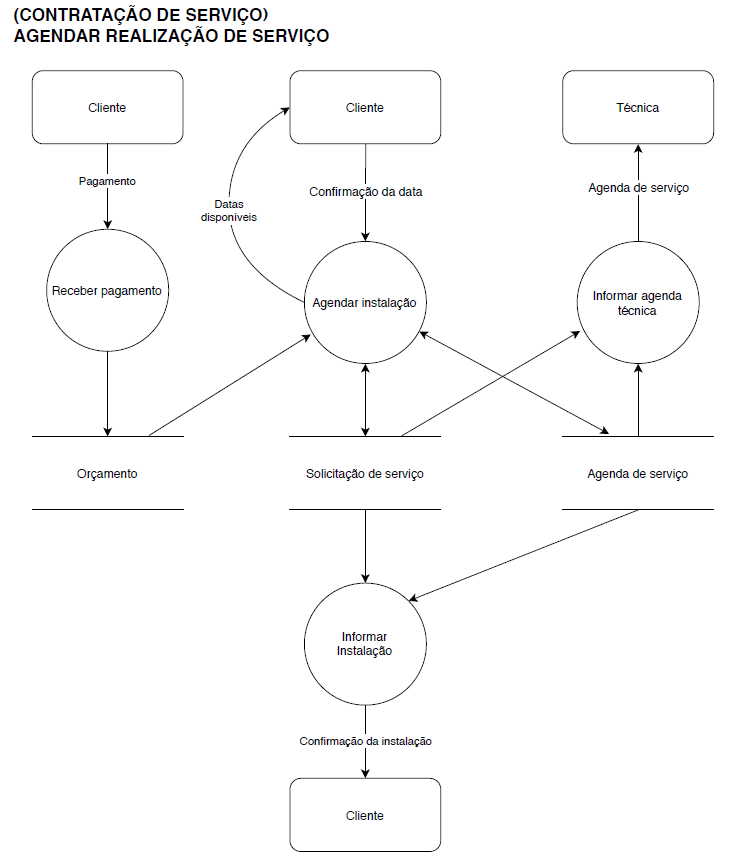 (CONTRATAÇÃO DE SERVIÇO)
AGENDAR REALIZAÇÃO DE SERVIÇO
Cliente
Cliente
Técnica
Pagamento
Confirmação da data
Agenda de serviço
Datas
disponíveis
Receber pagamento
Agendar instalação
Informar agenda
técnica
Orçamento
Solicitação de serviço
Agenda de serviço
Informar
Instalação
Confirmação da instalação
Cliente